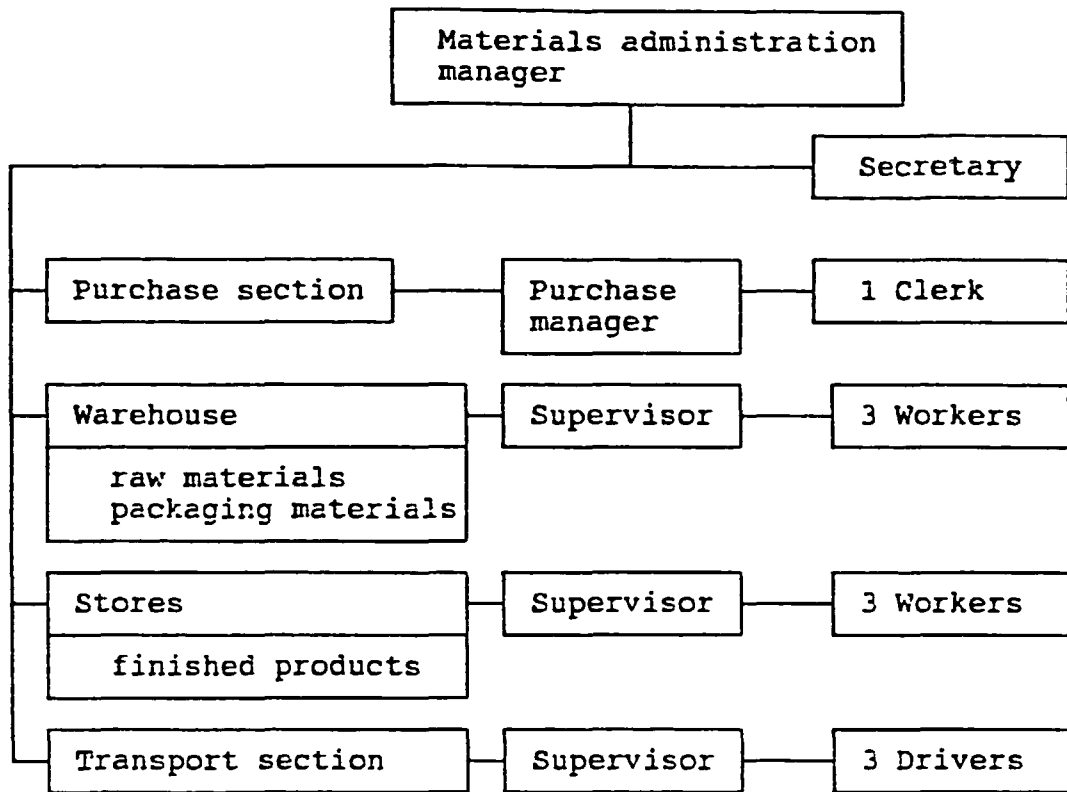 Materials administration
manager
Secretary
Purchase section
Purchase
manager
1 Clerk
Warehouse
Supervisor
3 Workers
raw materials
packaging materials
Stores
Supervisor
3 Workers
finished products
Transport section
Supervisor
3 Drivers